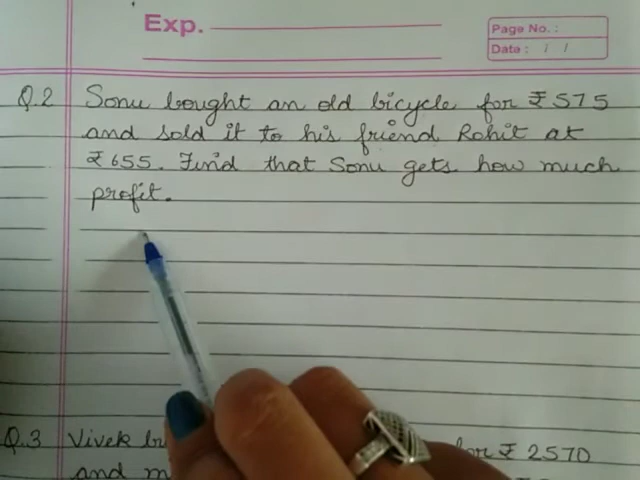 Exp.
Page No. :
Date : / /
Q.2 Sonu bought an old bicycle for ₹575
and sold it to his friend Rohit at
₹655. Find that Sonu gets how much
profit.
Q.3 Vivek for ₹ 2570
and